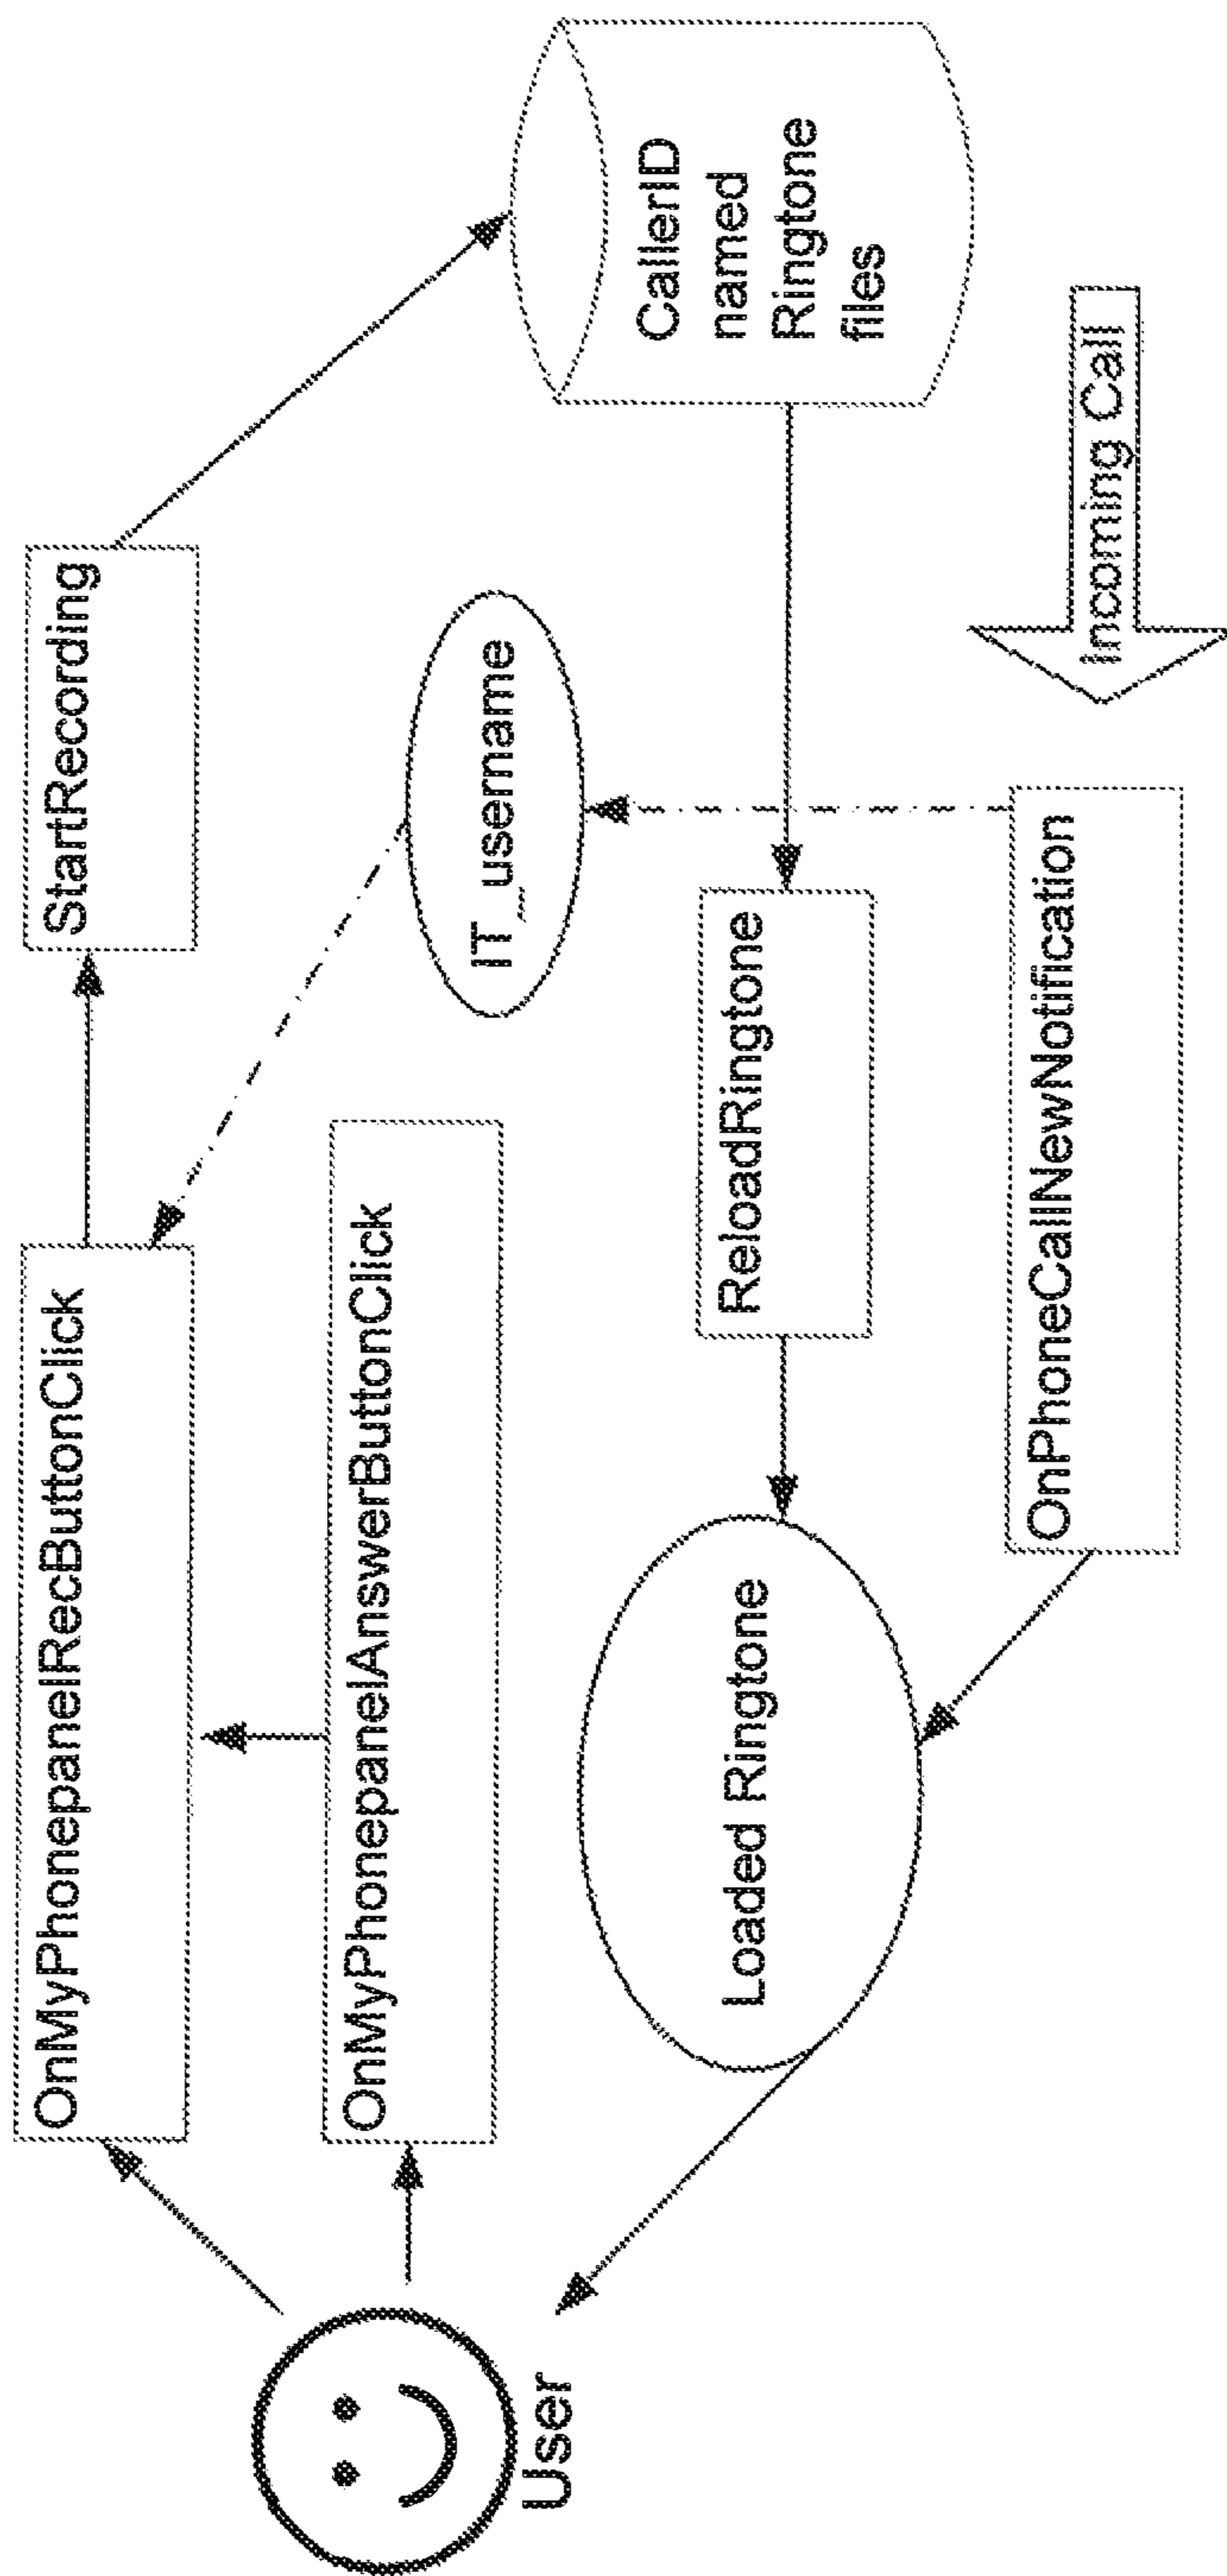 OnMyPhonepanelRecButtonClick
StartRecording
OnMyPhonepanelAnswerButtonClick
IT_username
User
Loaded Ringtone
ReloadRingtone
CallerID
named
Ringtone
files
OnPhoneCallNewNotification
Incoming Call